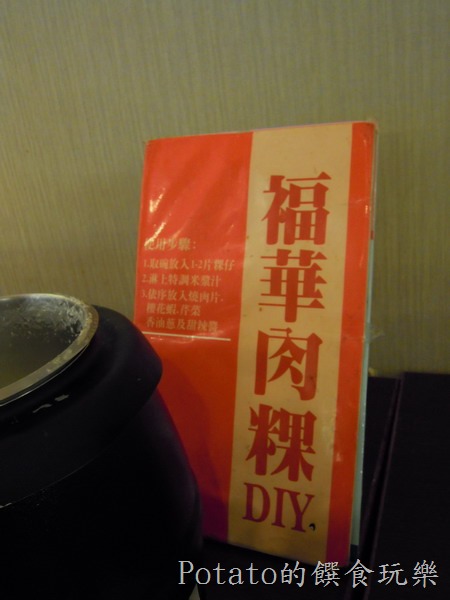 福華肉粿
DIY
使用步驟:
1.取碗放入1-2片粿仔
2.淋上特調米漿汁
3.依序放入燒肉片、
櫻花蝦、芹菜
香油蔥及甜辣醬
Potato的饌食玩樂